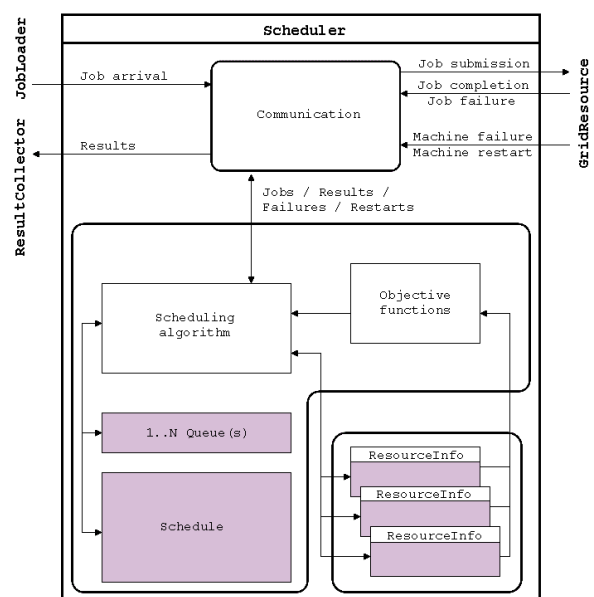 Scheduler
JobLoader
Job arrival
Job submission
Job completion
Job failure
GridResource
Communication
Machine failure
Machine restart
ResultCollector
Results
Jobs / Results /
Failures / Restarts
Scheduling
algorithm
Objective
functions
1..N Queue(s)
Schedule
ResourceInfo
ResourceInfo
ResourceInfo